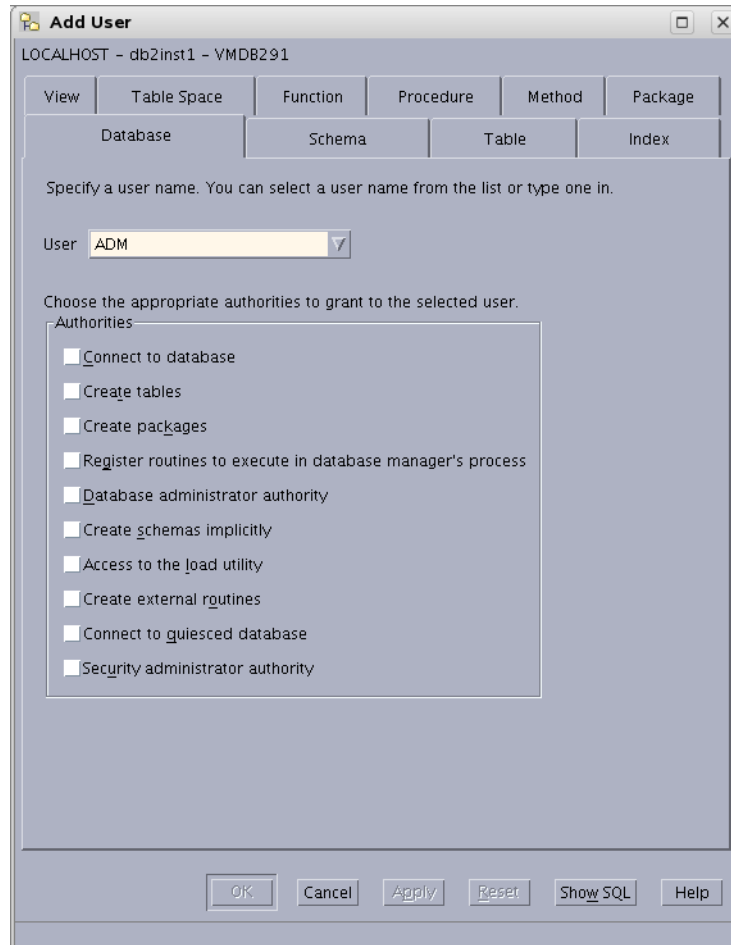 Add User
LOCALHOST - db2inst1 - VMDB291
View Table Space Function Procedure Method Package
Database Schema Table Index
Specify a user name. You can select a user name from the list or type one in.
User ADM
Choose the appropriate authorities to grant to the selected user.
Authorities
Connect to database
Create tables
Create packages
Register routines to execute in database manager's process
Database administrator authority
Create schemas implicitly
Access to the load utility
Create external routines
Connect to quiesced database
Security administrator authority
OK Cancel Apply Reset Show SQL Help